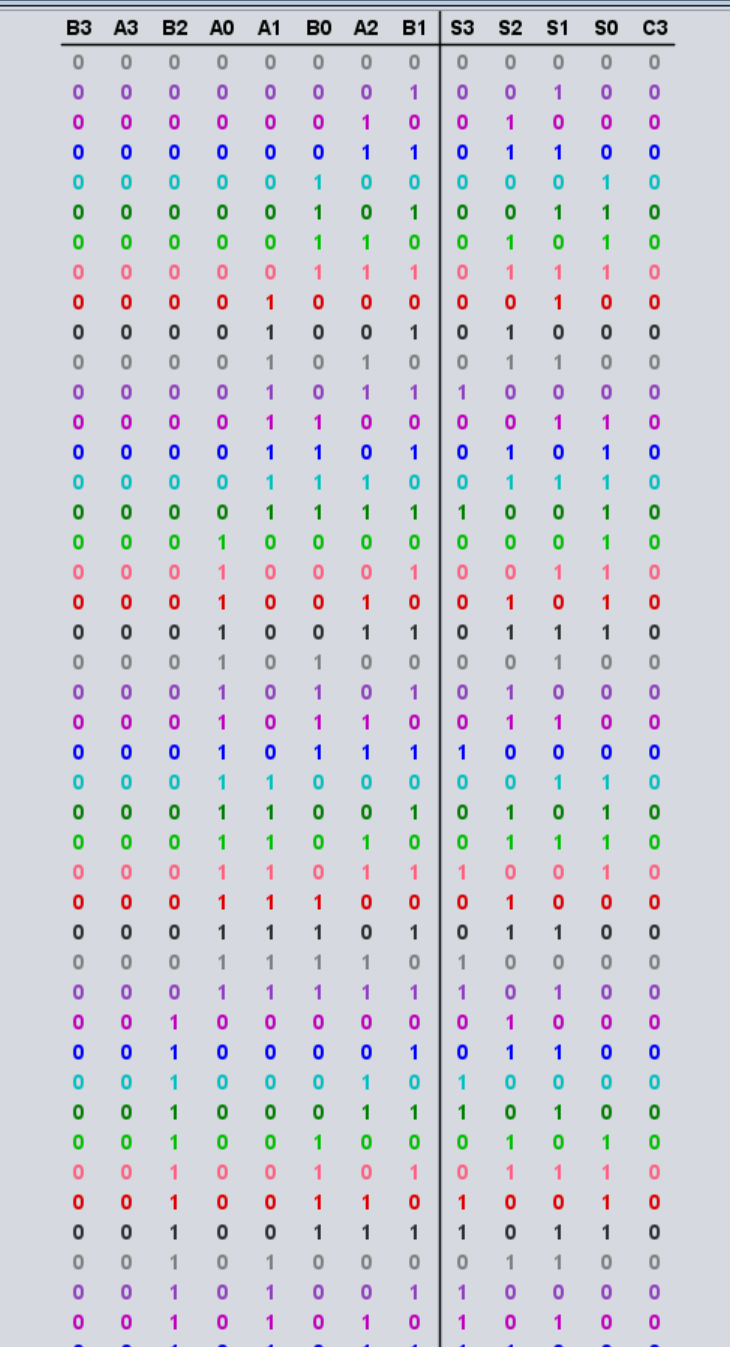 B3 A3 B2 A0 A1 B0 A2 B1 S3 S2 S1 S0 C3
0 0 0 0 0 0 0 0 0 0 0 0 0
0 0 0 0 0 0 0 1 0 0 1 0 0
0 0 0 0 0 0 1 0 0 1 0 0 0
0 0 0 0 0 0 1 1 0 1 1 0 0
0 0 0 0 0 1 0 0 0 0 0 1 0
0 0 0 0 0 1 0 1 0 0 1 1 0
0 0 0 0 0 1 1 0 0 1 0 1 0
0 0 0 0 0 1 1 1 0 1 1 1 0
0 0 0 0 1 0 0 0 0 0 1 0 0
0 0 0 0 1 0 0 1 0 1 0 0 0
0 0 0 0 1 0 1 0 0 1 1 0 0
0 0 0 0 1 0 1 1 1 0 0 0 0
0 0 0 0 1 1 0 0 0 0 1 1 0
0 0 0 0 1 1 0 1 0 1 0 1 0
0 0 0 0 1 1 1 0 0 1 1 1 0
0 0 0 0 1 1 1 1 1 0 0 1 0
0 0 0 1 0 0 0 0 0 0 0 1 0
0 0 0 1 0 0 0 1 0 0 1 1 0
0 0 0 1 0 0 1 0 0 1 0 1 0
0 0 0 1 0 0 1 1 0 1 1 1 0
0 0 0 1 0 1 0 0 0 0 1 0 0
0 0 0 1 0 1 0 1 0 1 0 0 0
0 0 0 1 0 1 1 0 0 1 1 0 0
0 0 0 1 0 1 1 1 1 0 0 0 0
0 0 0 1 1 0 0 0 0 0 1 1 0
0 0 0 1 1 0 0 1 0 1 0 1 0
0 0 0 1 1 0 1 0 0 1 1 1 0
0 0 0 1 1 0 1 1 1 0 0 1 0
0 0 0 1 1 1 0 0 0 1 0 0 0
0 0 0 1 1 1 0 1 0 1 1 0 0
0 0 0 1 1 1 1 0 1 0 0 0 0
0 0 0 1 1 1 1 1 1 0 1 0 0
0 0 1 0 0 0 0 0 0 1 0 0 0
0 0 1 0 0 0 0 1 0 1 1 0 0
0 0 1 0 0 0 1 0 1 0 0 0 0
0 0 1 0 0 0 1 1 1 0 1 0 0
0 0 1 0 0 1 0 0 0 1 0 1 0
0 0 1 0 0 1 0 1 0 1 1 1 0
0 0 1 0 0 1 1 0 1 0 0 1 0
0 0 1 0 0 1 1 1 1 0 1 1 0
0 0 1 0 1 0 0 0 0 1 1 0 0
0 0 1 0 1 0 0 1 1 0 0 0 0
0 0 1 0 1 0 1 0 1 0 1 0 0